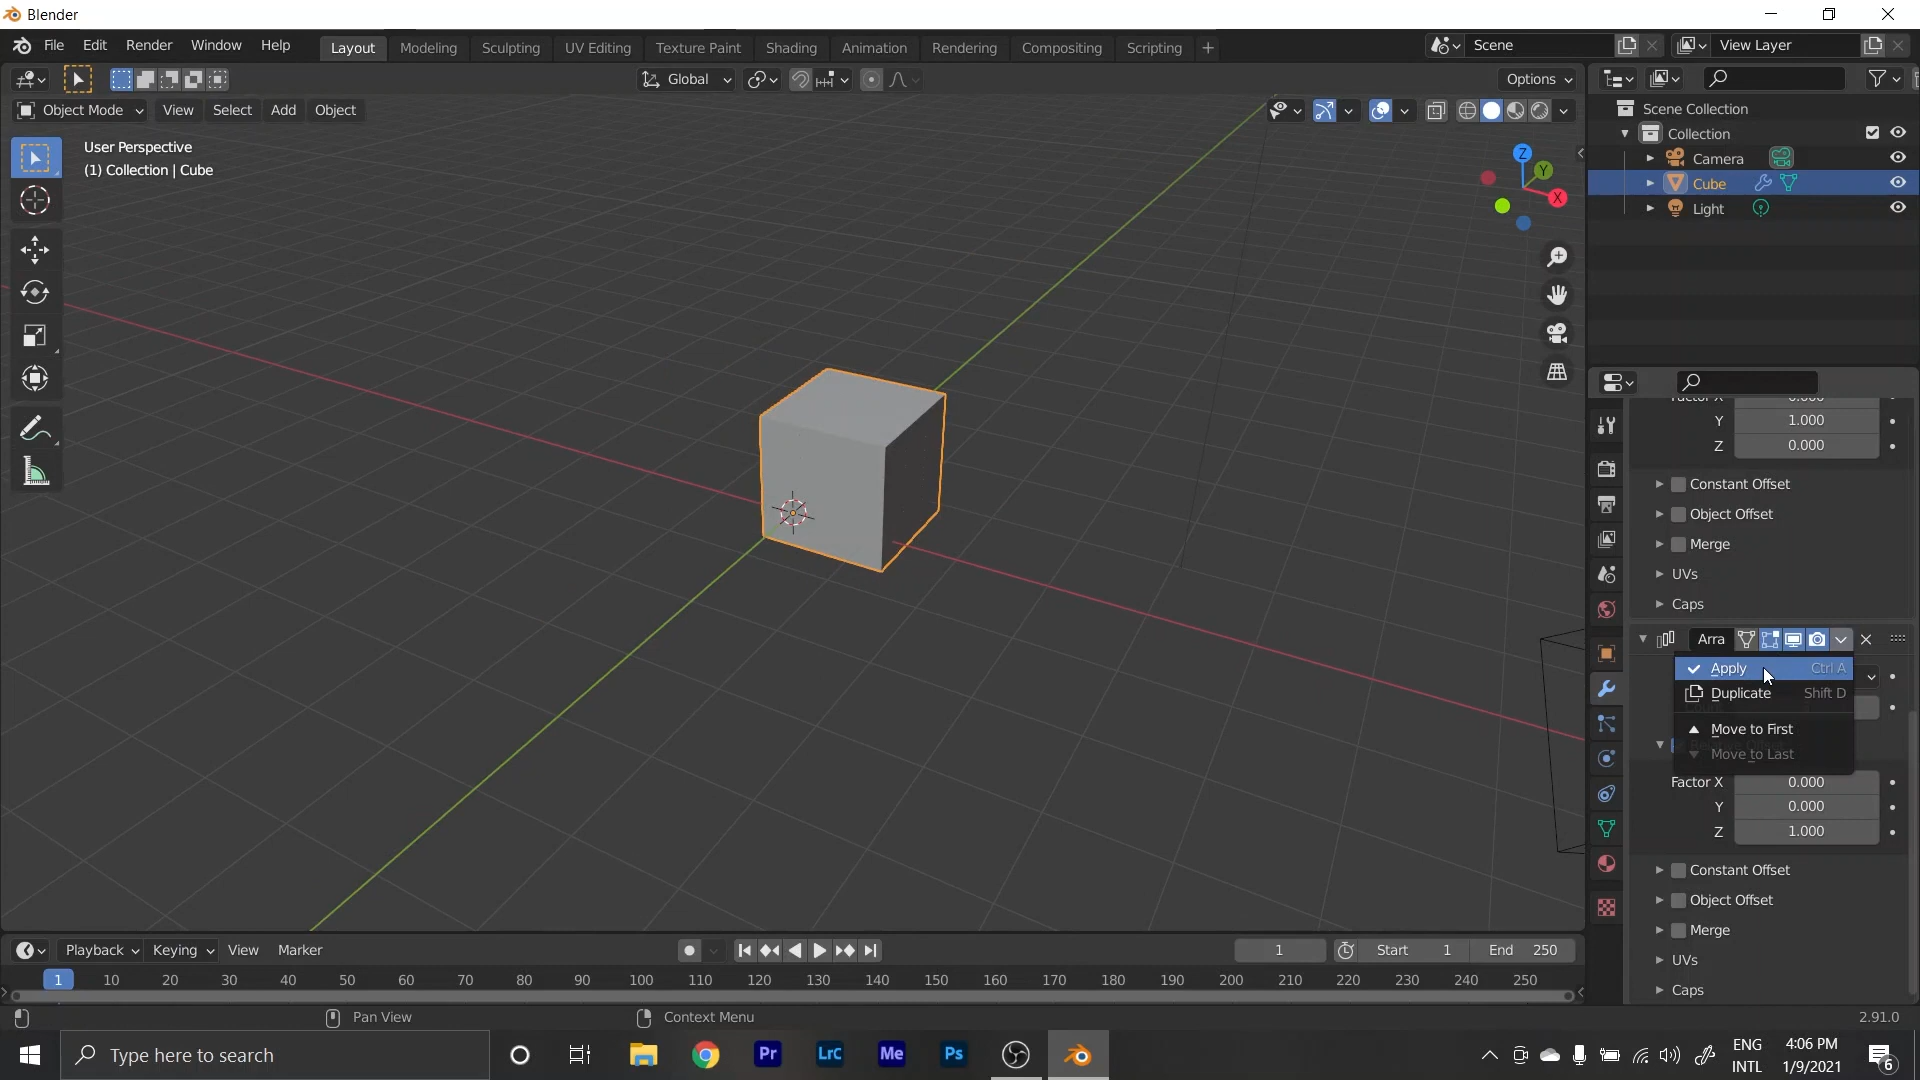 Blender
File Edit Render Window Help Layout Modeling Sculpting UV Editing Texture Paint Shading Animation Rendering Compositing Scripting + Scene View Layer
Global Options
Object Mode View Select Add Object
User Perspective
(1) Collection | Cube
Z
Y
X
Scene Collection
Collection
Camera
Cube
Light
Factor X 0.000
Y 1.000
Z 0.000
Constant Offset
Object Offset
Merge
UVs
Caps
Arra
Apply Ctrl A
Duplicate Shift D
Move to First
Move to Last
Factor X 0.000
Y 0.000
Z 1.000
Constant Offset
Object Offset
Merge
UVs
Caps
Playback Keying View Marker 1 Start 1 End 250
1 10 20 30 40 50 60 70 80 90 100 110 120 130 140 150 160 170 180 190 200 210 220 230 240 250
Pan View Context Menu 2.91.0
Type here to search Pr LrC Me Ps ENG 4:06 PM
INTL 1/9/2021 6